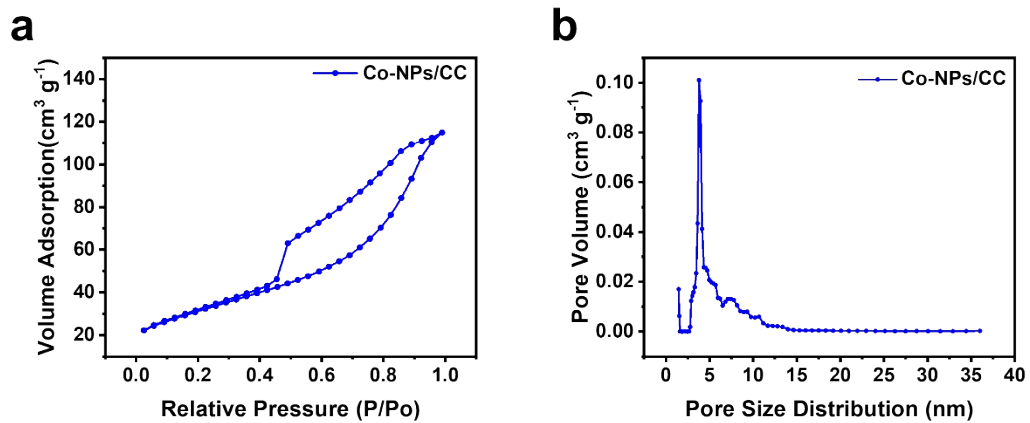 a
Co-NPs/CC
Volume Adsorption(cm³ g⁻¹)
140
120
100
80
60
40
20
0.0 0.2 0.4 0.6 0.8 1.0
Relative Pressure (P/Po)
b
Co-NPs/CC
Pore Volume (cm³ g⁻¹)
0.10
0.08
0.06
0.04
0.02
0.00
0 5 10 15 20 25 30 35 40
Pore Size Distribution (nm)